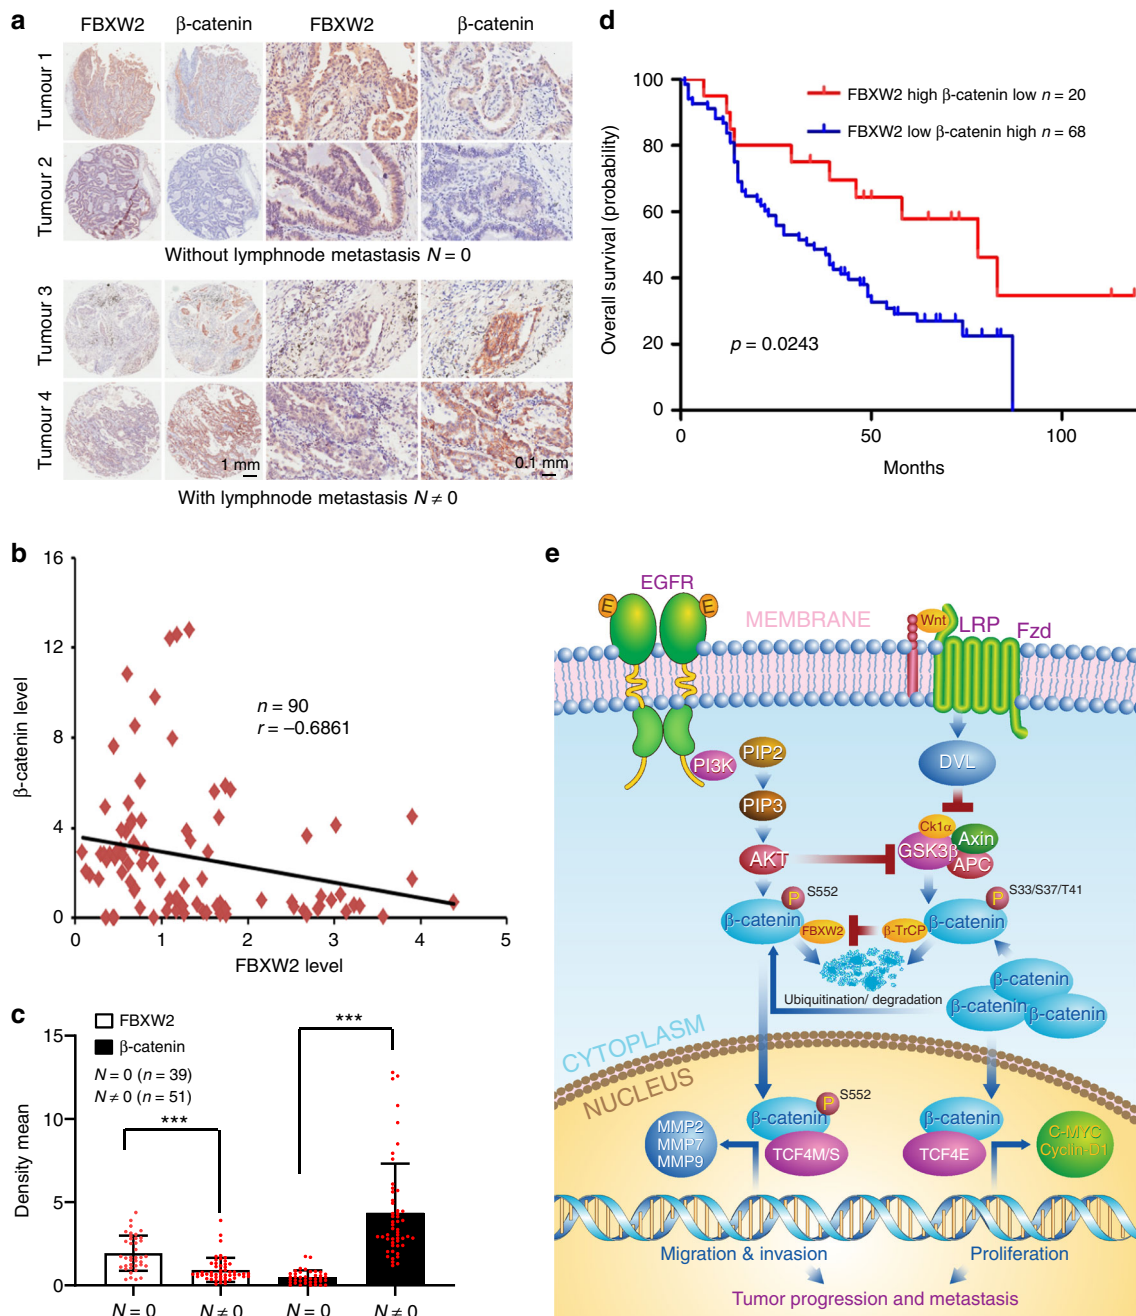 a
FBXW2 β-catenin FBXW2 β-catenin
Tumour 1
Tumour 2
Without lymphnode metastasis N = 0
Tumour 3
Tumour 4
1 mm
0.1 mm
With lymphnode metastasis N ≠ 0
b
16
12
8
4
0
β-catenin level
n = 90
r = –0.6861
0 1 2 3 4 5
FBXW2 level
c
FBXW2
β-catenin
N = 0 (n = 39)
N ≠ 0 (n = 51)
***
***
15
10
5
0
Density mean
N = 0 N ≠ 0 N = 0 N ≠ 0
d
100
80
60
40
20
0
Overall survival (probability)
FBXW2 high β-catenin low n = 20
FBXW2 low β-catenin high n = 68
p = 0.0243
0 50 100
Months
e
EGFR
E E
MEMBRANE
Wnt
LRP
Fzd
PI3K
PIP2
PIP3
AKT
DVL
Ck1α
GSK3β
Axin
APC
P S552
β-catenin
FBXW2
β-TrCP
P S33/S37/T41
β-catenin
Ubiquitination/ degradation
β-catenin
β-catenin
β-catenin
CYTOPLASM
NUCLEUS
MMP2
MMP7
MMP9
β-catenin
P S552
TCF4M/S
β-catenin
TCF4E
C-MYC
Cyclin-D1
Migration & invasion
Proliferation
Tumor progression and metastasis